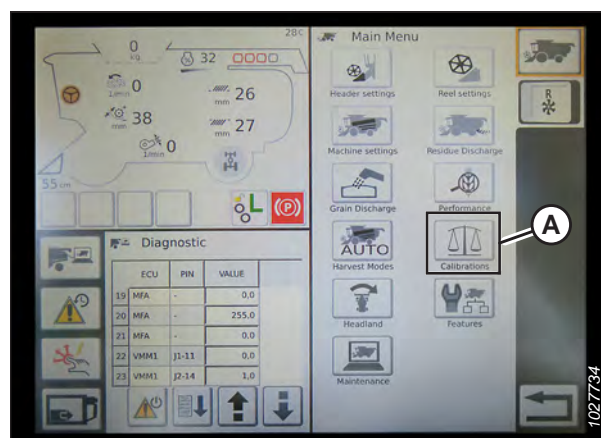 28c
0
kg
32
0
1/min
.////. 26
mm
38
mm
"////" 27
mm
0
1/min
55 cm
L
(P)
Diagnostic
ECU PIN VALUE
19 MFA - 0,0
20 MFA - 255.0
21 MFA - 0,0
22 VMM1 J1-11 0,0
23 VMM1 J2-14 1,0
Main Menu
Header settings
Reel settings
Machine settings
Residue Discharge
Grain Discharge
Performance
AUTO
Harvest Modes
Calibrations
Headland
Features
Maintenance
R
A
1027734